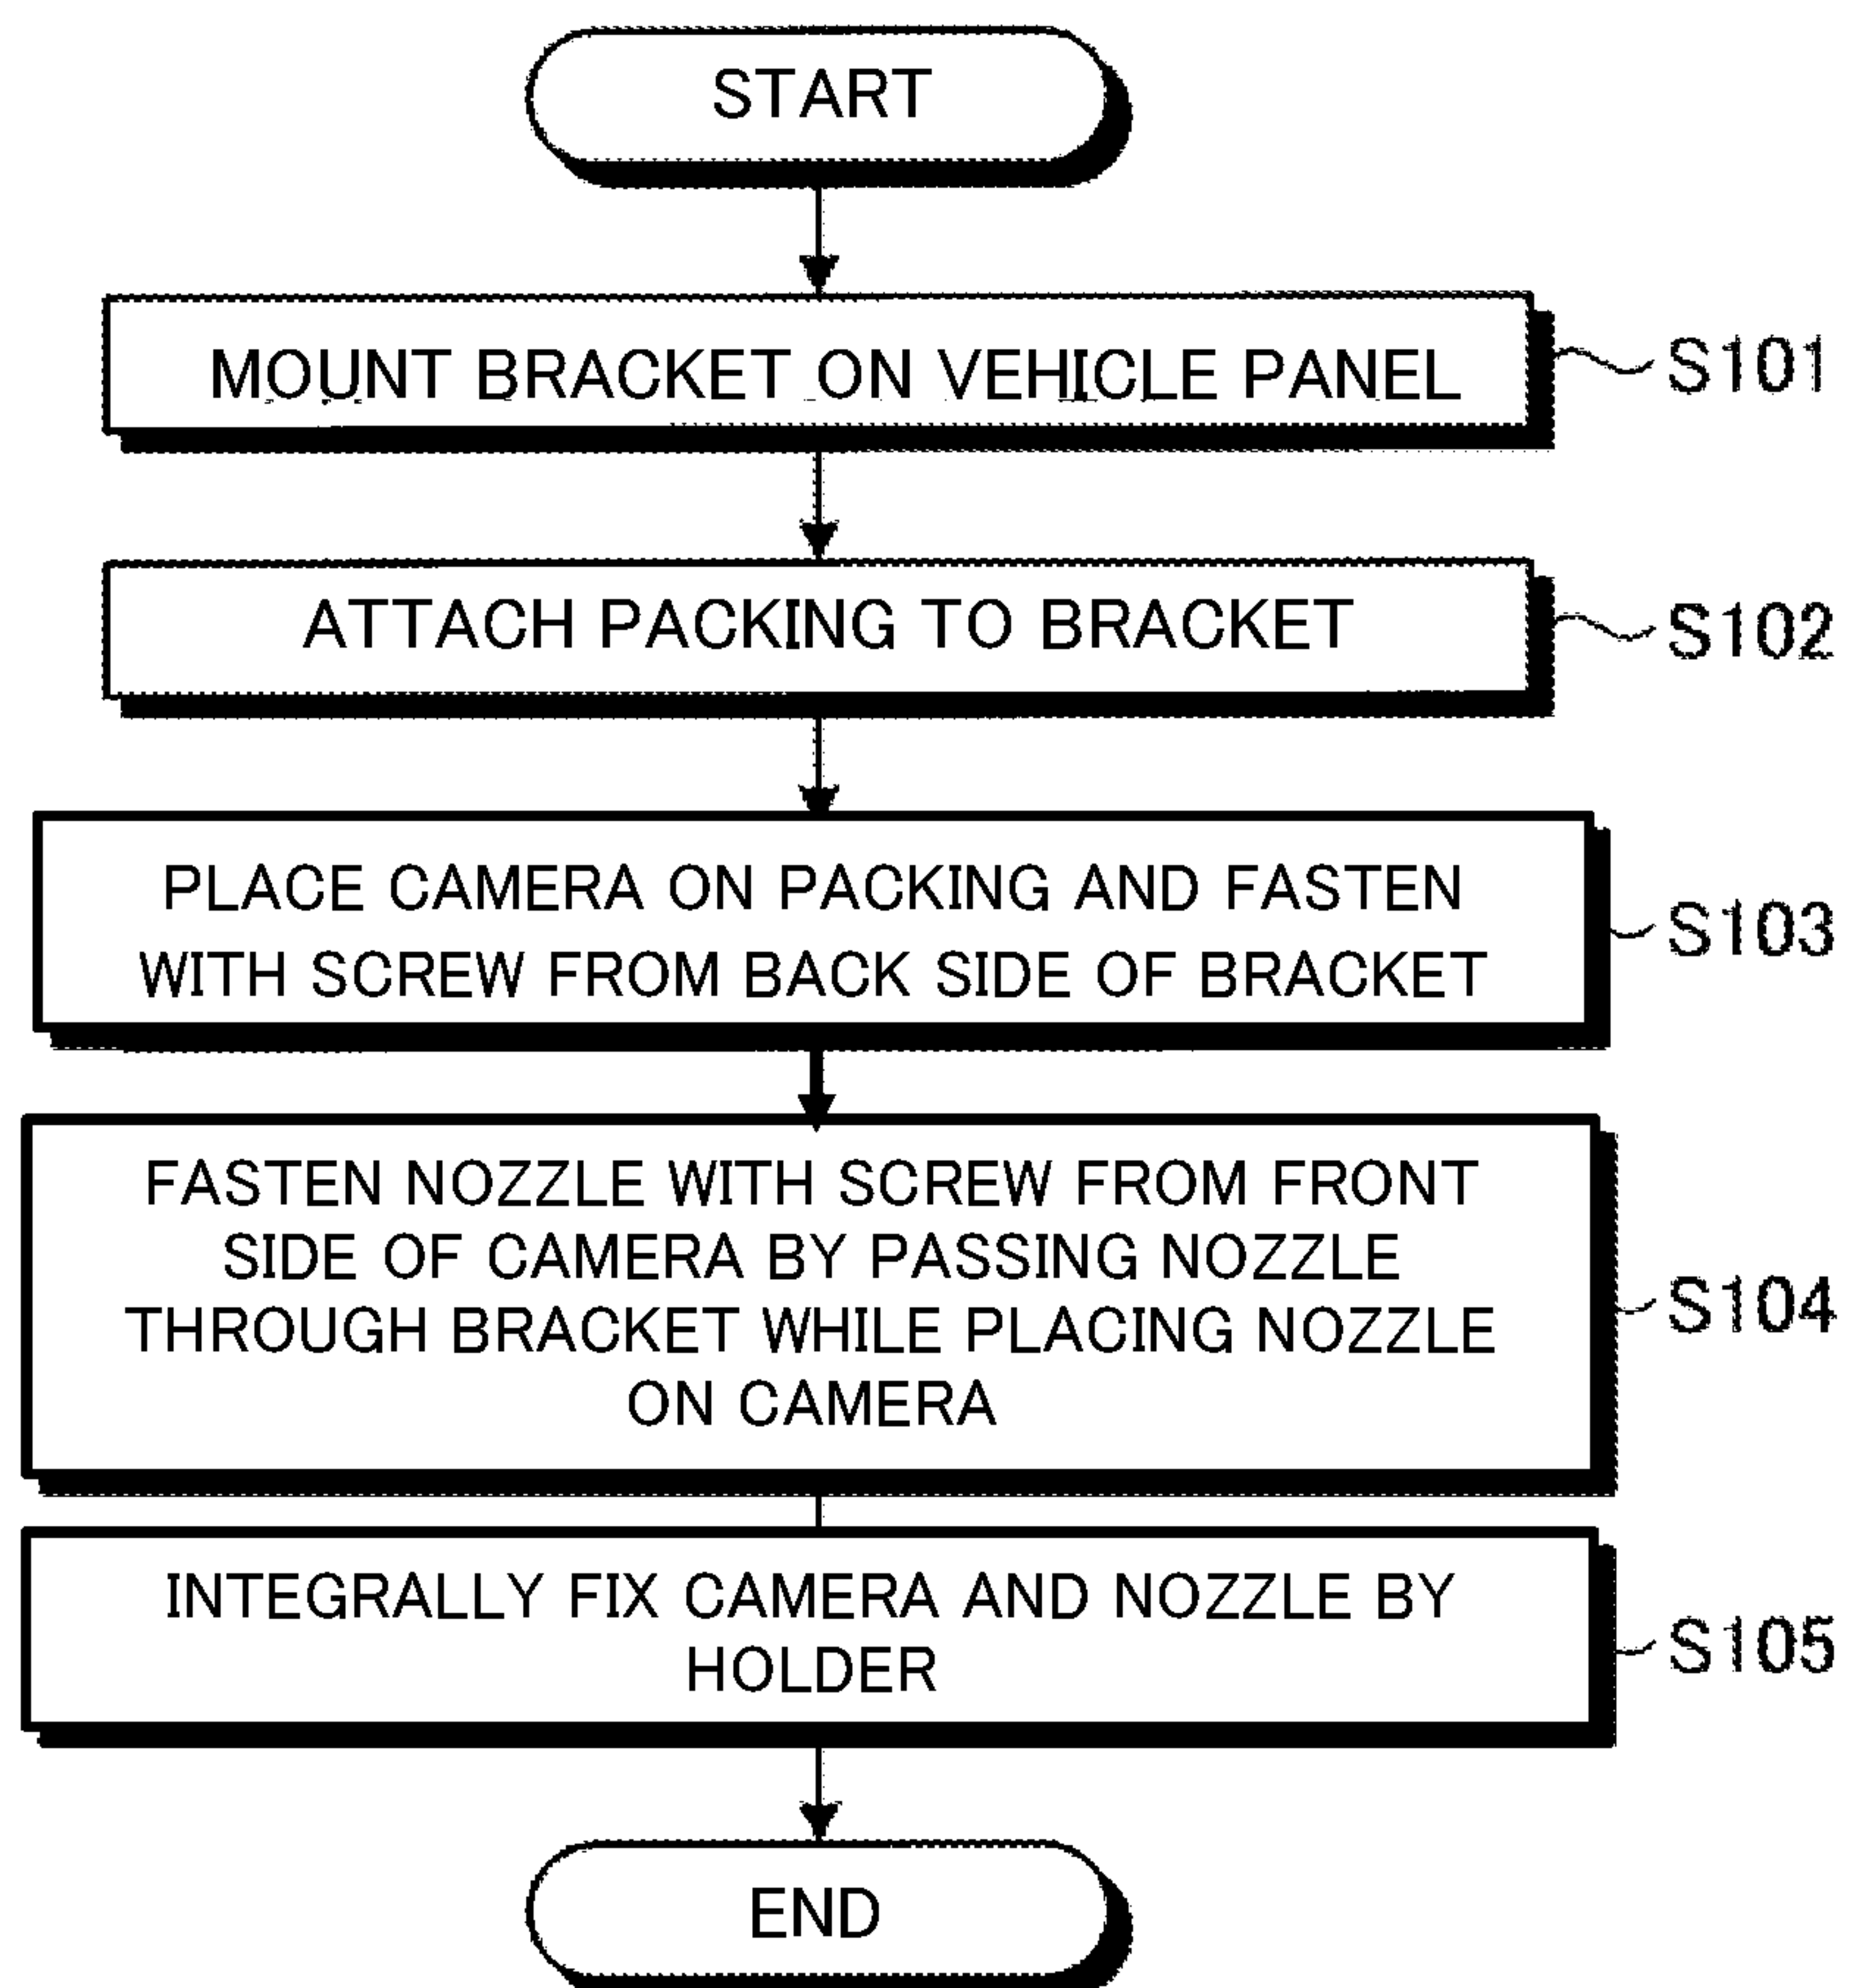 START
MOUNT BRACKET ON VEHICLE PANEL
S101
ATTACH PACKING TO BRACKET
S102
PLACE CAMERA ON PACKING AND FASTEN
WITH SCREW FROM BACK SIDE OF BRACKET
S103
FASTEN NOZZLE WITH SCREW FROM FRONT
SIDE OF CAMERA BY PASSING NOZZLE
THROUGH BRACKET WHILE PLACING NOZZLE
ON CAMERA
S104
INTEGRALLY FIX CAMERA AND NOZZLE BY
HOLDER
S105
END